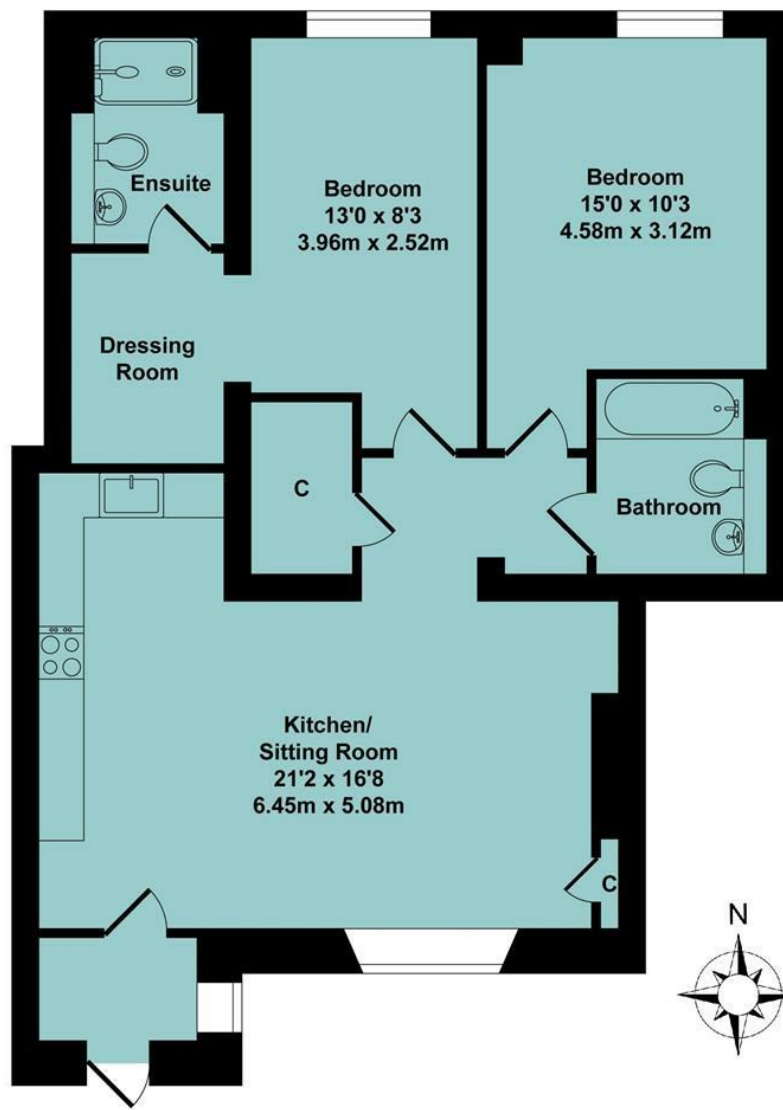 Ensuite
Bedroom
13'0 x 8'3
3.96m x 2.52m
Bedroom
15'0 x 10'3
4.58m x 3.12m
Dressing
Room
C
Bathroom
Kitchen/
Sitting Room
21'2 x 16'8
6.45m x 5.08m
C
N